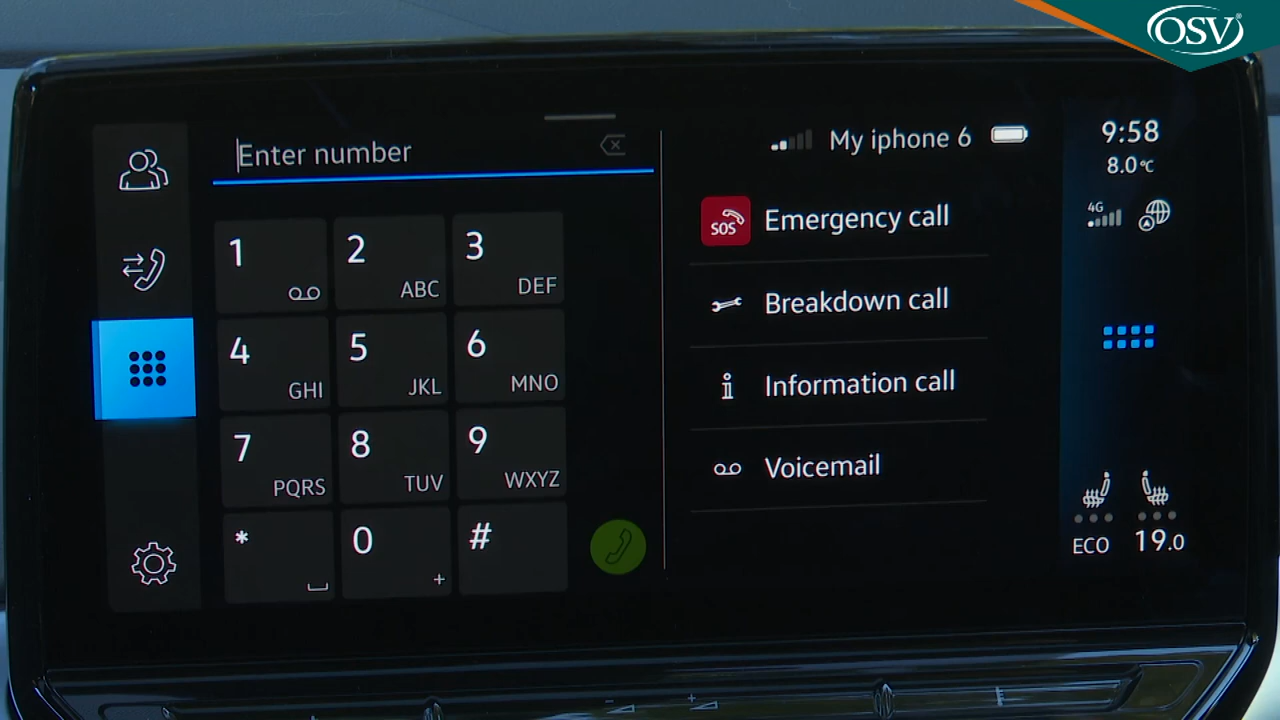 OSV®
Enter number
My iphone 6
9:58
8.0°C
4G
1
2 ABC
3 DEF
4 GHI
5 JKL
6 MNO
7 PQRS
8 TUV
9 WXYZ
*
0 +
#
SOS Emergency call
Breakdown call
Information call
Voicemail
ECO 19.0